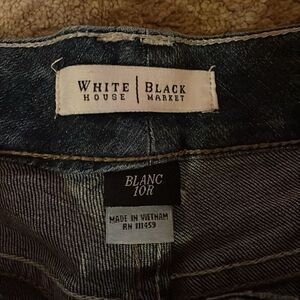 WHITE | BLACK
HOUSE | MARKET
BLANC
10R
MADE IN VIETNAM
RN 111459